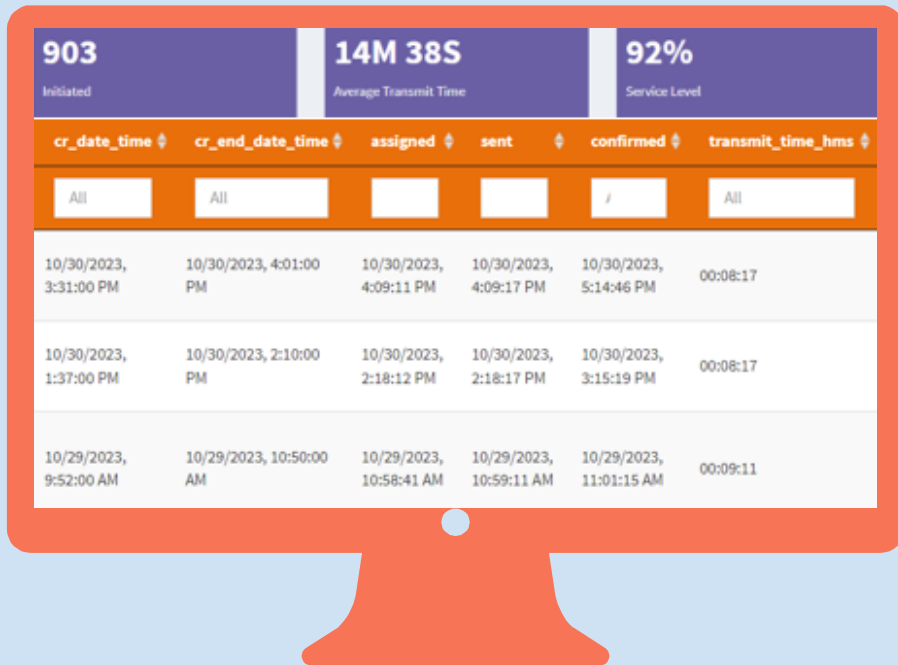 903
14M 38S
92%
Initiated
Average Transmit Time
Service Level
cr_date_time
cr_end_date_time
assigned
sent
confirmed
transmit_time_hms
All
All
All
10/30/2023,
3:31:00 PM
10/30/2023, 4:01:00
PM
10/30/2023,
4:09:11 PM
10/30/2023,
4:09:17 PM
10/30/2023,
5:14:46 PM
00:08:17
10/30/2023,
1:37:00 PM
10/30/2023, 2:10:00
PM
10/30/2023,
2:18:12 PM
10/30/2023,
2:18:17 PM
10/30/2023,
3:15:19 PM
00:08:17
10/29/2023,
9:52:00 AM
10/29/2023, 10:50:00
AM
10/29/2023,
10:58:41 AM
10/29/2023,
10:59:11 AM
10/29/2023,
11:01:15 AM
00:09:11